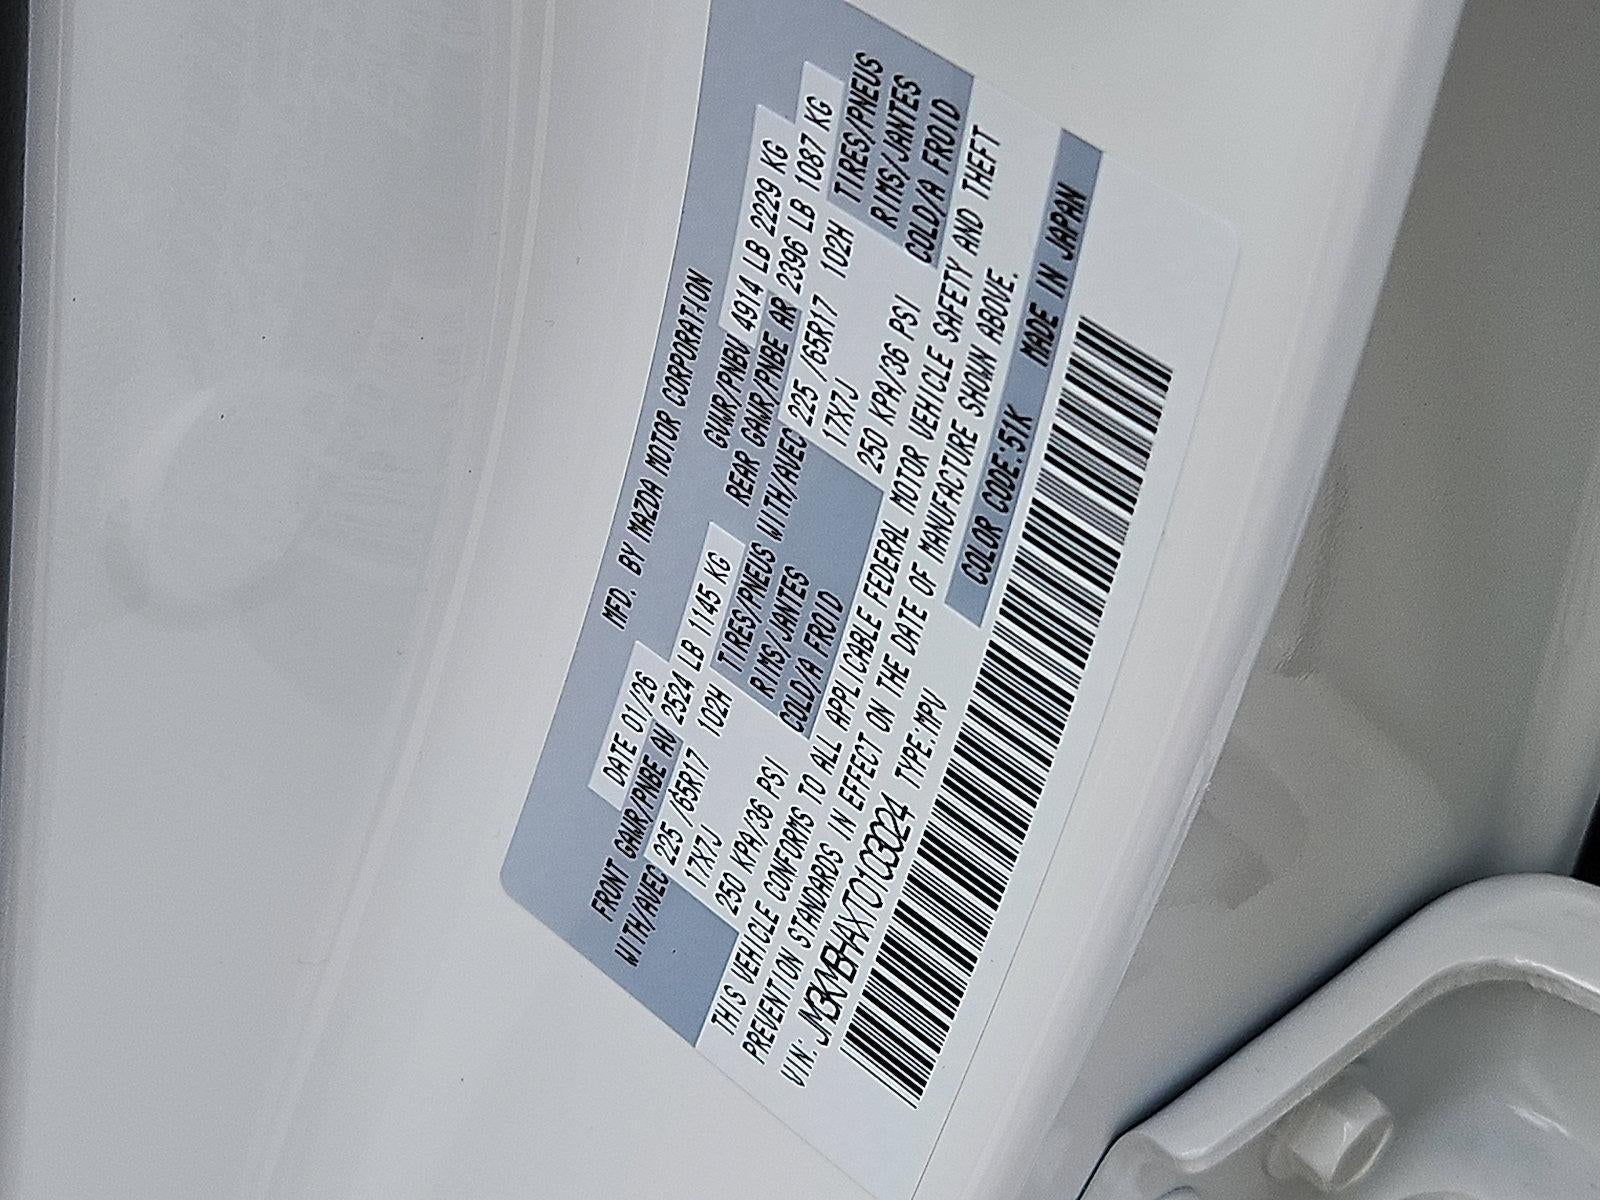 MFD. BY MAZDA MOTOR CORPORATION
DATE 01/26 GVWR/PNBV 4914 LB 2229 KG
FRONT GAWR/PNBE AV 2524 LB 1145 KG REAR GAWR/PNBE AR 2396 LB 1087 KG
WITH/AVEC 225 /65R17 102H TIRES/PNEUS WITH/AVEC 225 /65R17 102H TIRES/PNEUS
17X7J RIMS/JANTES 17X7J RIMS/JANTES
250 KPA/36 PSI COLD/A FROID 250 KPA/36 PSI COLD/A FROID
THIS VEHICLE CONFORMS TO ALL APPLICABLE FEDERAL MOTOR VEHICLE SAFETY AND THEFT
PREVENTION STANDARDS IN EFFECT ON THE DATE OF MANUFACTURE SHOWN ABOVE.
VIN: JM3KMBHAXT0103024 TYPE:MPV COLOR CODE:51K MADE IN JAPAN